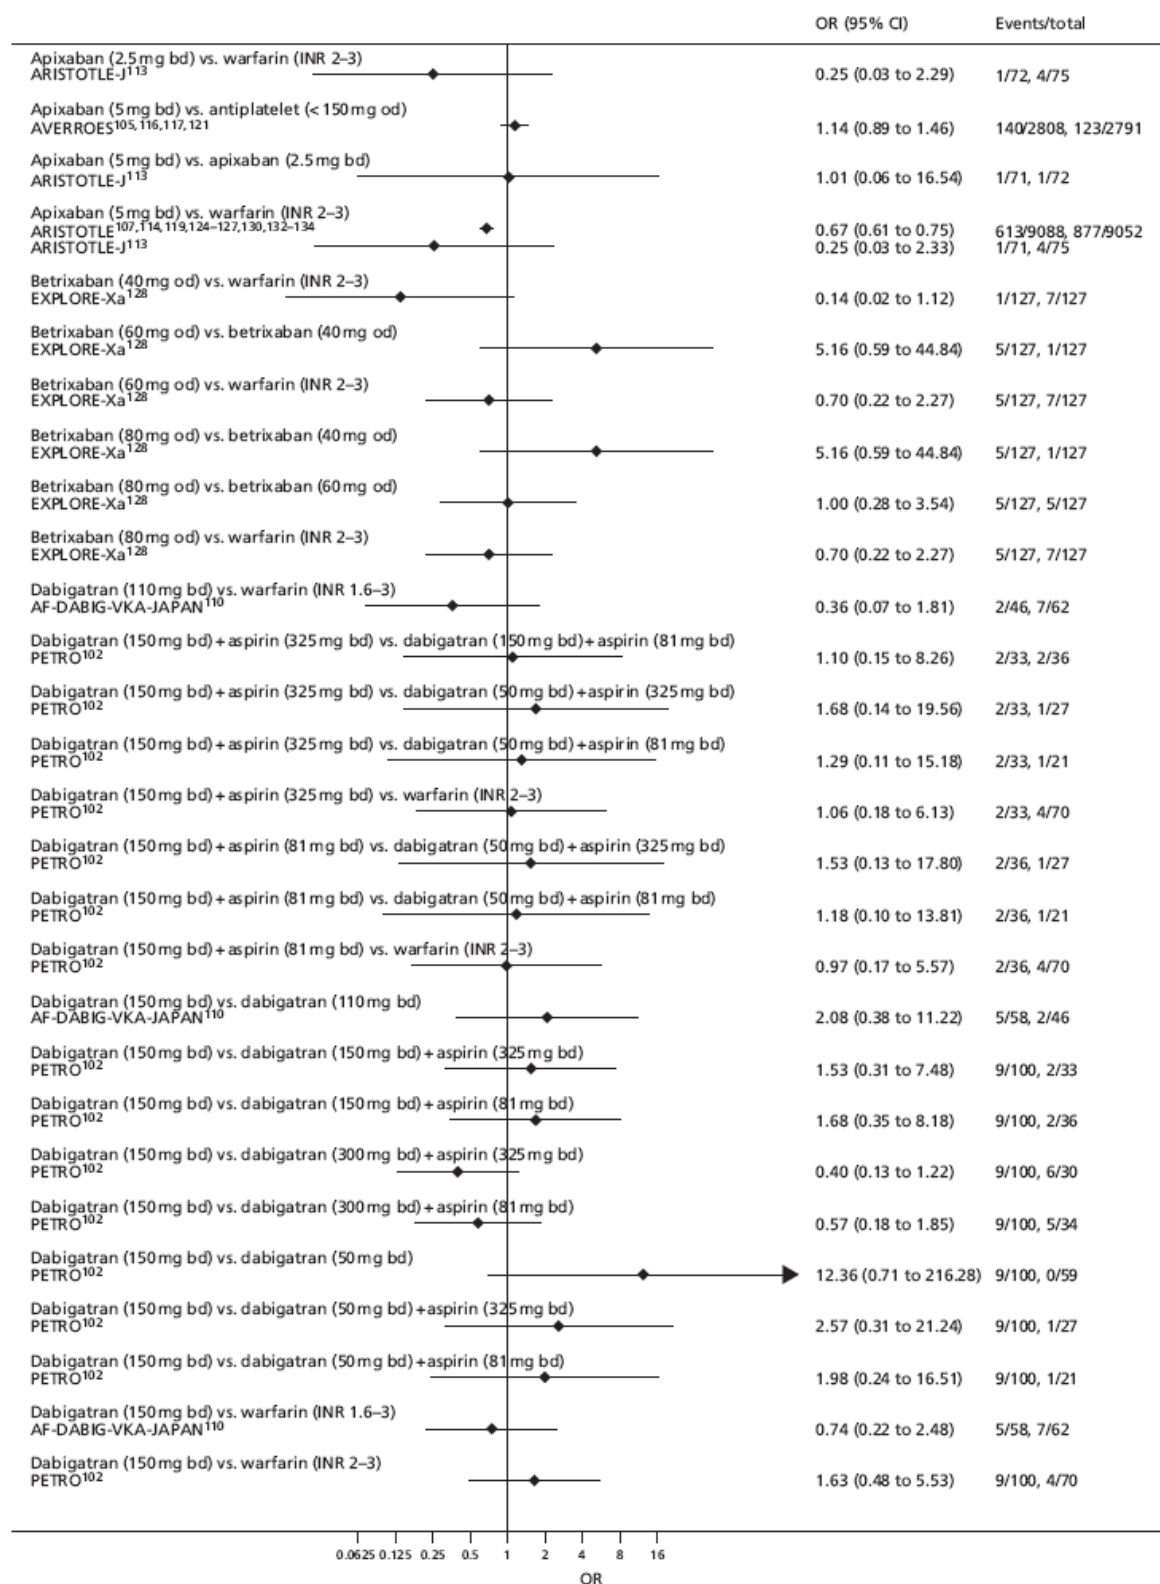 OR (95% CI) Events/total
Apixaban (2.5 mg bd) vs. warfarin (INR 2–3)
ARISTOTLE-J113 0.25 (0.03 to 2.29) 1/72, 4/75
Apixaban (5 mg bd) vs. antiplatelet (< 150 mg od)
AVERROES105,116,117,121 1.14 (0.89 to 1.46) 140/2808, 123/2791
Apixaban (5 mg bd) vs. apixaban (2.5 mg bd)
ARISTOTLE-J113 1.01 (0.06 to 16.54) 1/71, 1/72
Apixaban (5 mg bd) vs. warfarin (INR 2–3)
ARISTOTLE107,114,119,124–127,130,132–134 0.67 (0.61 to 0.75) 613/9088, 877/9052
ARISTOTLE-J113 0.25 (0.03 to 2.33) 1/71, 4/75
Betrixaban (40 mg od) vs. warfarin (INR 2–3)
EXPLORE-Xa128 0.14 (0.02 to 1.12) 1/127, 7/127
Betrixaban (60 mg od) vs. betrixaban (40 mg od)
EXPLORE-Xa128 5.16 (0.59 to 44.84) 5/127, 1/127
Betrixaban (60 mg od) vs. warfarin (INR 2–3)
EXPLORE-Xa128 0.70 (0.22 to 2.27) 5/127, 7/127
Betrixaban (80 mg od) vs. betrixaban (40 mg od)
EXPLORE-Xa128 5.16 (0.59 to 44.84) 5/127, 1/127
Betrixaban (80 mg od) vs. betrixaban (60 mg od)
EXPLORE-Xa128 1.00 (0.28 to 3.54) 5/127, 5/127
Betrixaban (80 mg od) vs. warfarin (INR 2–3)
EXPLORE-Xa128 0.70 (0.22 to 2.27) 5/127, 7/127
Dabigatran (110 mg bd) vs. warfarin (INR 1.6–3)
AF-DABIG-VKA-JAPAN110 0.36 (0.07 to 1.81) 2/46, 7/62
Dabigatran (150 mg bd) + aspirin (325 mg bd) vs. dabigatran (150 mg bd) + aspirin (81 mg bd)
PETRO102 1.10 (0.15 to 8.26) 2/33, 2/36
Dabigatran (150 mg bd) + aspirin (325 mg bd) vs. dabigatran (50 mg bd) + aspirin (325 mg bd)
PETRO102 1.68 (0.14 to 19.56) 2/33, 1/27
Dabigatran (150 mg bd) + aspirin (325 mg bd) vs. dabigatran (50 mg bd) + aspirin (81 mg bd)
PETRO102 1.29 (0.11 to 15.18) 2/33, 1/21
Dabigatran (150 mg bd) + aspirin (325 mg bd) vs. warfarin (INR 2–3)
PETRO102 1.06 (0.18 to 6.13) 2/33, 4/70
Dabigatran (150 mg bd) + aspirin (81 mg bd) vs. dabigatran (50 mg bd) + aspirin (325 mg bd)
PETRO102 1.53 (0.13 to 17.80) 2/36, 1/27
Dabigatran (150 mg bd) + aspirin (81 mg bd) vs. dabigatran (50 mg bd) + aspirin (81 mg bd)
PETRO102 1.18 (0.10 to 13.81) 2/36, 1/21
Dabigatran (150 mg bd) + aspirin (81 mg bd) vs. warfarin (INR 2–3)
PETRO102 0.97 (0.17 to 5.57) 2/36, 4/70
Dabigatran (150 mg bd) vs. dabigatran (110 mg bd)
AF-DABIG-VKA-JAPAN110 2.08 (0.38 to 11.22) 5/58, 2/46
Dabigatran (150 mg bd) vs. dabigatran (150 mg bd) + aspirin (325 mg bd)
PETRO102 1.53 (0.31 to 7.48) 9/100, 2/33
Dabigatran (150 mg bd) vs. dabigatran (150 mg bd) + aspirin (81 mg bd)
PETRO102 1.68 (0.35 to 8.18) 9/100, 2/36
Dabigatran (150 mg bd) vs. dabigatran (300 mg bd) + aspirin (325 mg bd)
PETRO102 0.40 (0.13 to 1.22) 9/100, 6/30
Dabigatran (150 mg bd) vs. dabigatran (300 mg bd) + aspirin (81 mg bd)
PETRO102 0.57 (0.18 to 1.85) 9/100, 5/34
Dabigatran (150 mg bd) vs. dabigatran (50 mg bd)
PETRO102 12.36 (0.71 to 216.28) 9/100, 0/59
Dabigatran (150 mg bd) vs. dabigatran (50 mg bd) + aspirin (325 mg bd)
PETRO102 2.57 (0.31 to 21.24) 9/100, 1/27
Dabigatran (150 mg bd) vs. dabigatran (50 mg bd) + aspirin (81 mg bd)
PETRO102 1.98 (0.24 to 16.51) 9/100, 1/21
Dabigatran (150 mg bd) vs. warfarin (INR 1.6–3)
AF-DABIG-VKA-JAPAN110 0.74 (0.22 to 2.48) 5/58, 7/62
Dabigatran (150 mg bd) vs. warfarin (INR 2–3)
PETRO102 1.63 (0.48 to 5.53) 9/100, 4/70
0.0625 0.125 0.25 0.5 1 2 4 8 16
OR